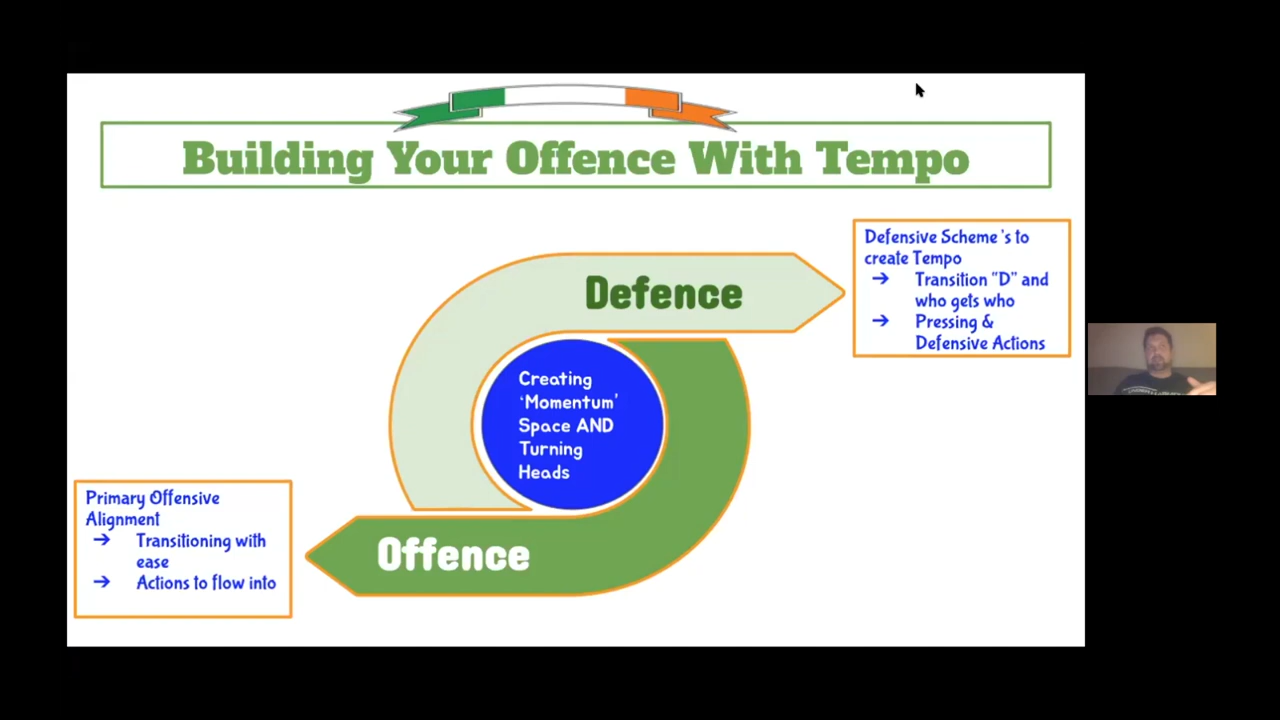 Building Your Offence With Tempo
Defence
Defensive Scheme's to
create Tempo
➔ Transition "D" and
who gets who
➔ Pressing &
Defensive Actions
Creating
‘Momentum’
Space AND
Turning
Heads
Primary Offensive
Alignment
➔ Transitioning with
ease
➔ Actions to flow into
Offence